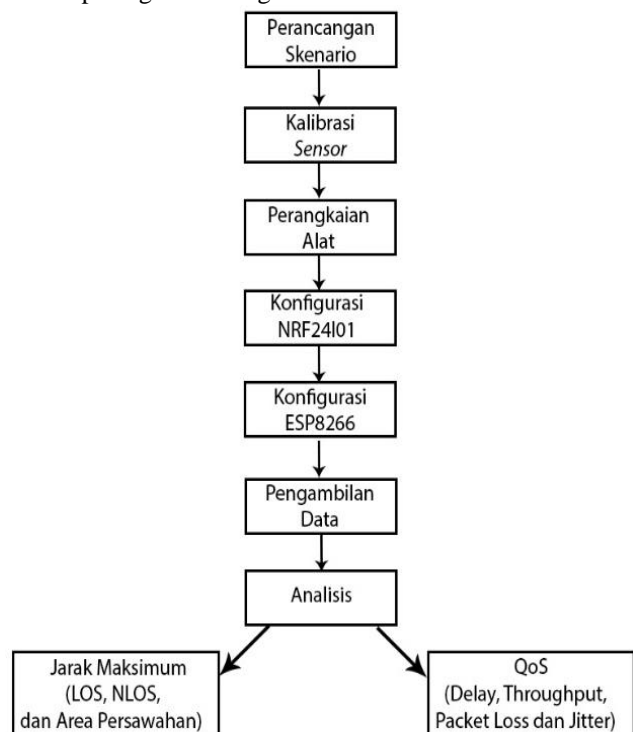 Perancangan
Skenario
Kalibrasi
Sensor
Perangkaian
Alat
Konfigurasi
NRF24l01
Konfigurasi
ESP8266
Pengambilan
Data
Analisis
Jarak Maksimum
(LOS, NLOS,
dan Area Persawahan)
QoS
(Delay, Throughput,
Packet Loss dan Jitter)